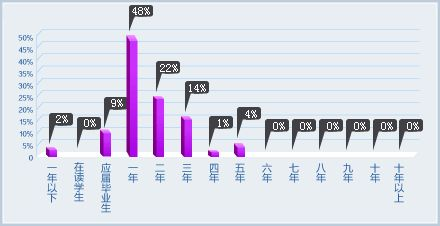 48%
22%
14%
9%
4%
2%
0%
1%
0%
0%
0%
0%
0%
0%
50%
45%
40%
35%
30%
25%
20%
15%
10%
5%
0
一年以下
在读学生
应届毕业生
一年
二年
三年
四年
五年
六年
七年
八年
九年
十年
十年以上